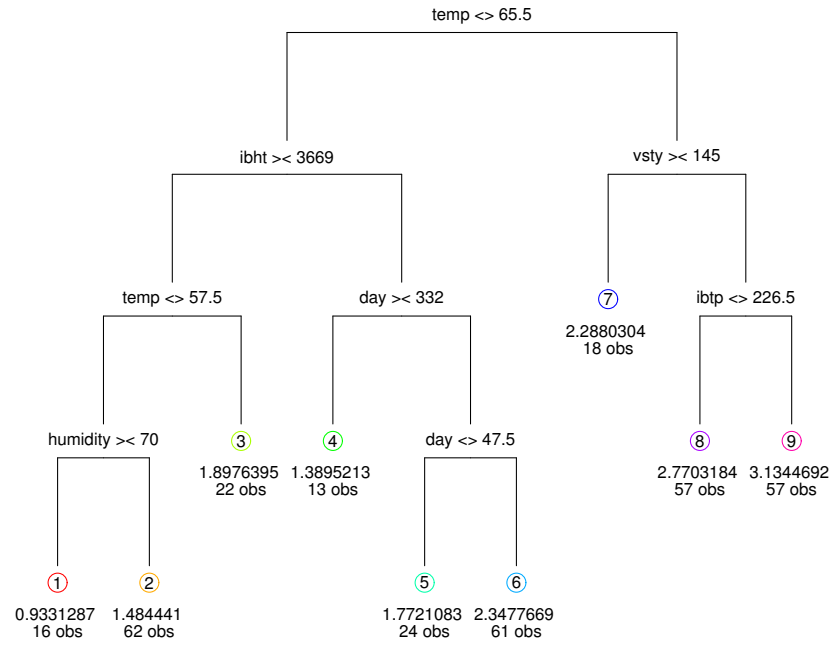 temp <> 65.5
ibht >< 3669
vsty >< 145
temp <> 57.5
day >< 332
7
ibtp <> 226.5
2.2880304
18 obs
humidity >< 70
3
4
day <> 47.5
8
9
1.8976395
22 obs
1.3895213
13 obs
2.7703184
57 obs
3.1344692
57 obs
1
2
5
6
0.9331287
16 obs
1.484441
62 obs
1.7721083
24 obs
2.3477669
61 obs